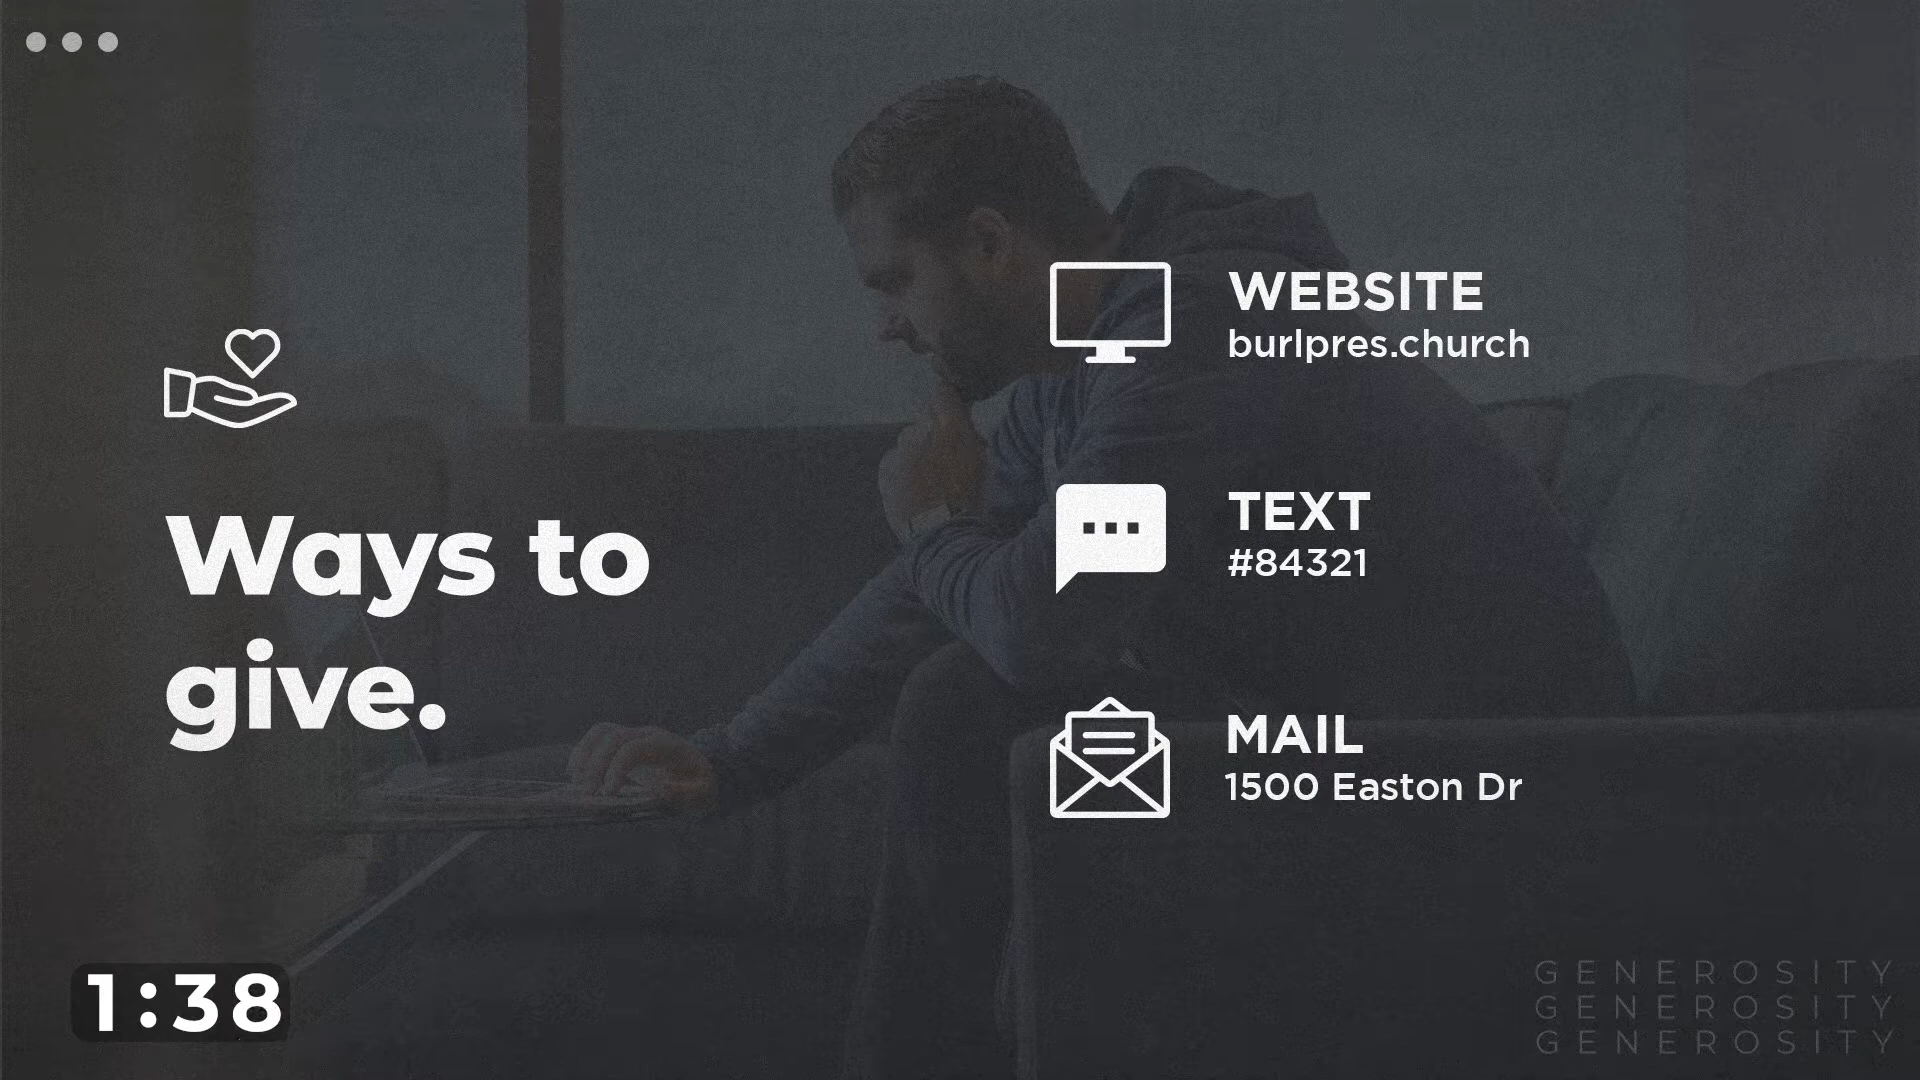 Ways to
give.
WEBSITE
burlpres.church
TEXT
#84321
MAIL
1500 Easton Dr
1:38
GENEROSITY
GENEROSITY
GENEROSITY